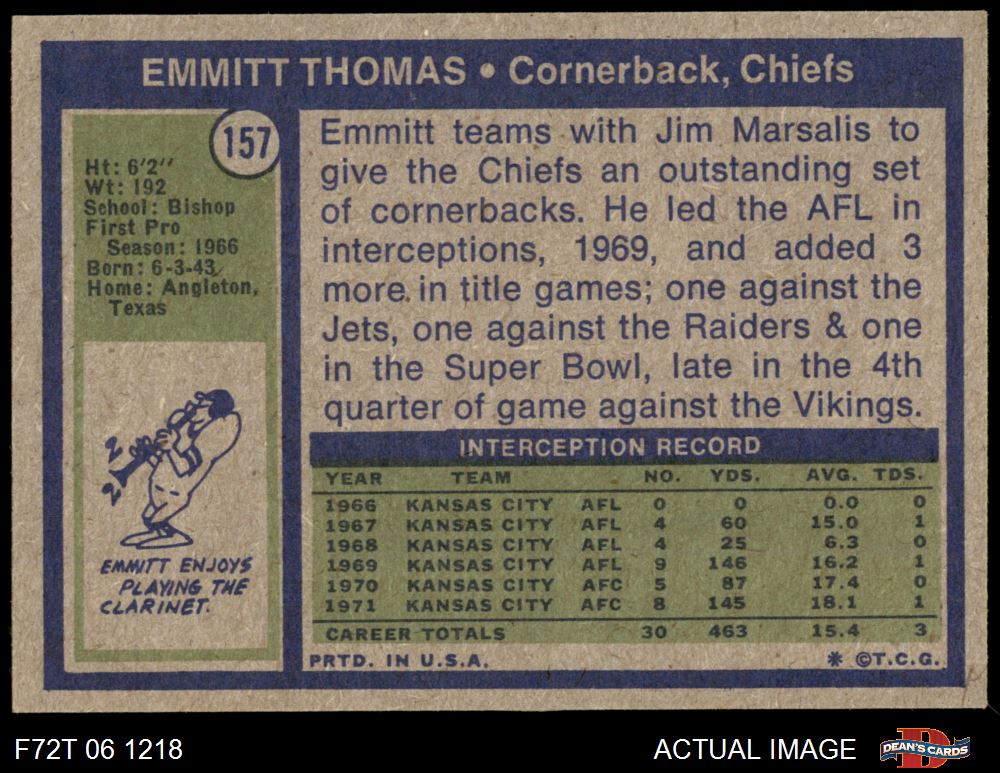 EMMITT THOMAS • Cornerback, Chiefs
157
Ht: 6'2''
Wt: 192
School: Bishop
First Pro
Season: 1966
Born: 6-3-43
Home: Angleton,
Texas
EMMITT ENJOYS
PLAYING THE
CLARINET.
Emmitt teams with Jim Marsalis to
give the Chiefs an outstanding set
of cornerbacks. He led the AFL in
interceptions, 1969, and added 3
more in title games; one against the
Jets, one against the Raiders & one
in the Super Bowl, late in the 4th
quarter of game against the Vikings.
INTERCEPTION RECORD
YEAR TEAM NO. YDS. AVG. TDS.
1966 KANSAS CITY AFL 0 0 0.0 0
1967 KANSAS CITY AFL 4 60 15.0 1
1968 KANSAS CITY AFL 4 25 6.3 0
1969 KANSAS CITY AFL 9 146 16.2 1
1970 KANSAS CITY AFC 5 87 17.4 0
1971 KANSAS CITY AFC 8 145 18.1 1
CAREER TOTALS 30 463 15.4 3
PRTD. IN U.S.A. * ©T.C.G.
F72T 06 1218 ACTUAL IMAGE DEAN'S CARDS